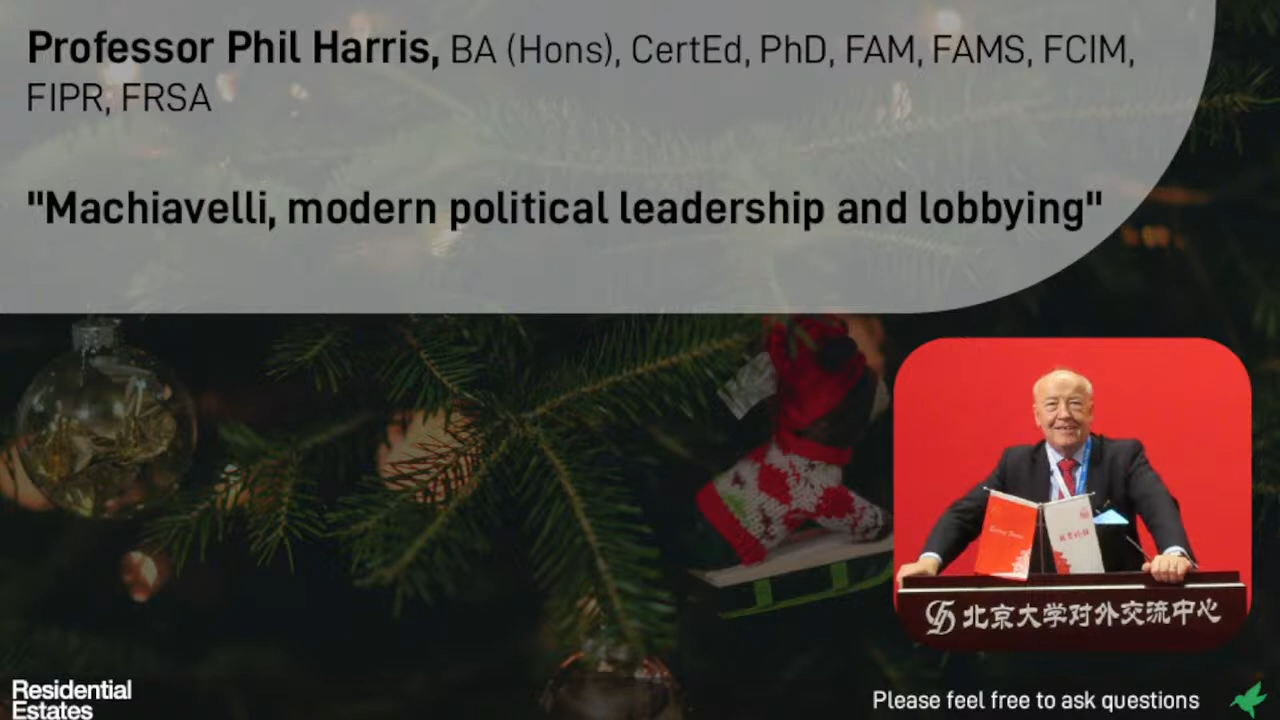 Professor Phil Harris, BA (Hons), CertEd, PhD, FAM, FAMS, FCIM,
FIPR, FRSA
"Machiavelli, modern political leadership and lobbying"
北京大学对外交流中心
Residential
Estates
Please feel free to ask questions